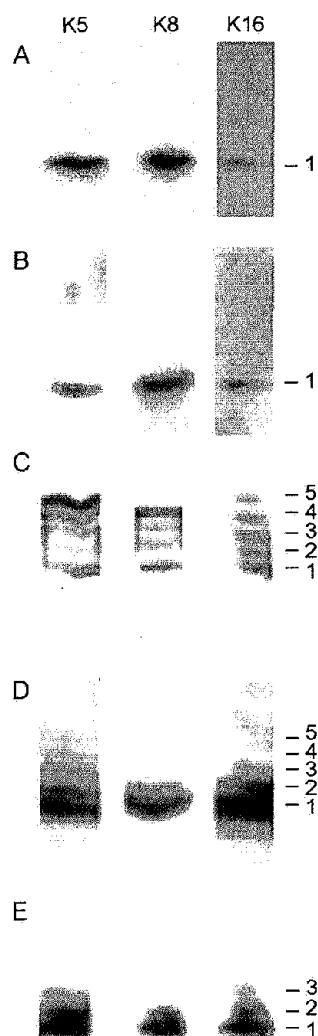 K5 K8 K16
A
– 1
B
– 1
C
– 5
– 4
– 3
– 2
– 1
D
– 5
– 4
– 3
– 2
– 1
E
– 3
– 2
– 1